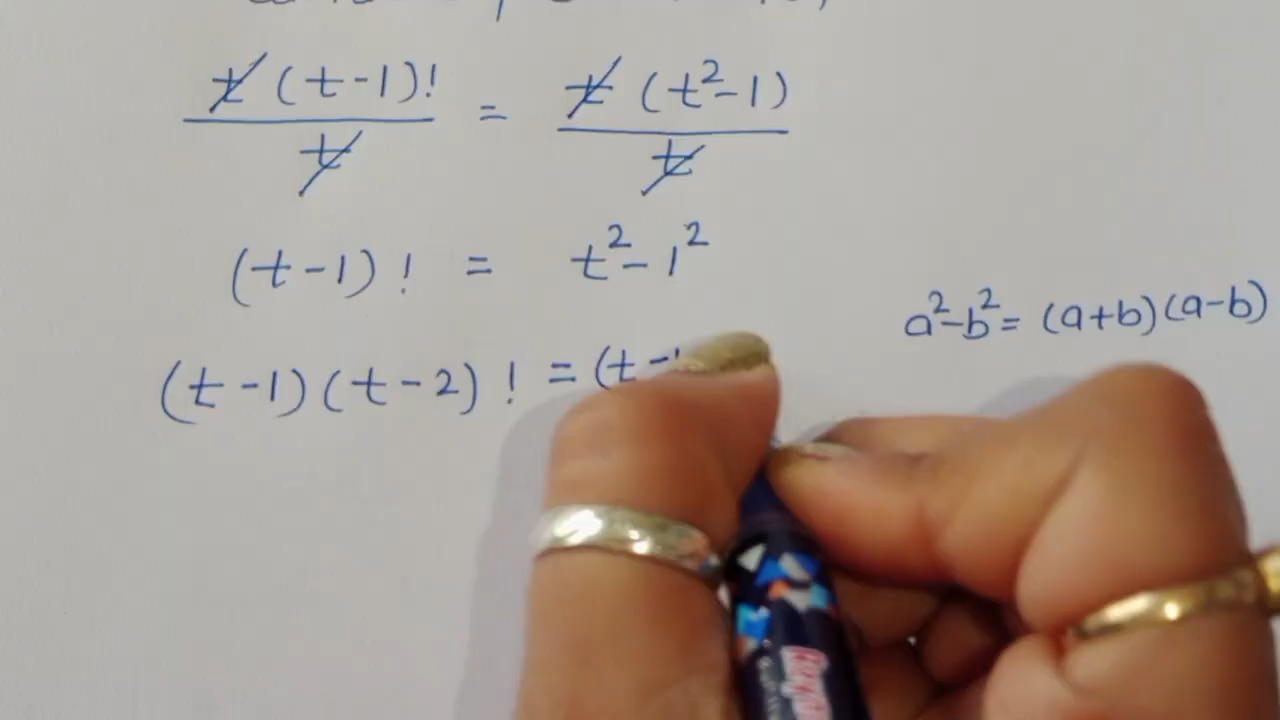 t (t-1)! / t = t (t²-1) / t
(t-1)! = t²-1²
a²-b² = (a+b)(a-b)
(t-1)(t-2)! = (t-